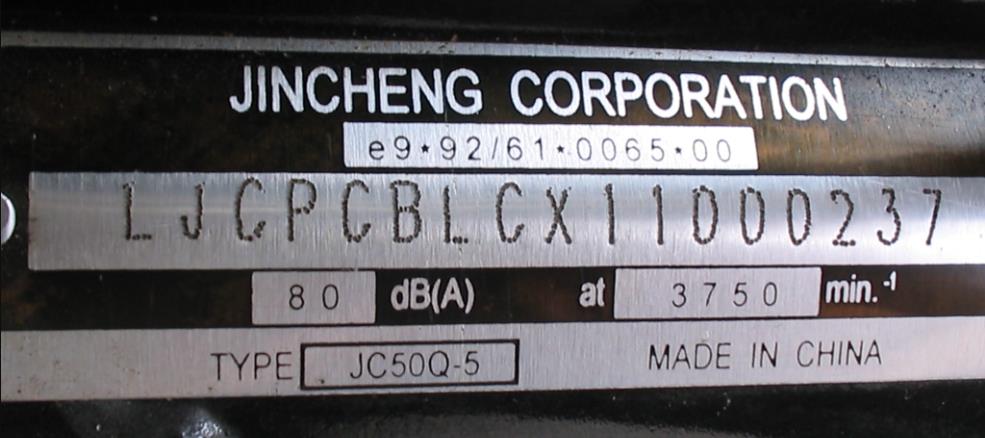 JINCHENG CORPORATION
e9*92/61*0065*00
LJCPCBLCX11000237
80 dB(A) at 3750 min.-1
TYPE JC50Q-5 MADE IN CHINA